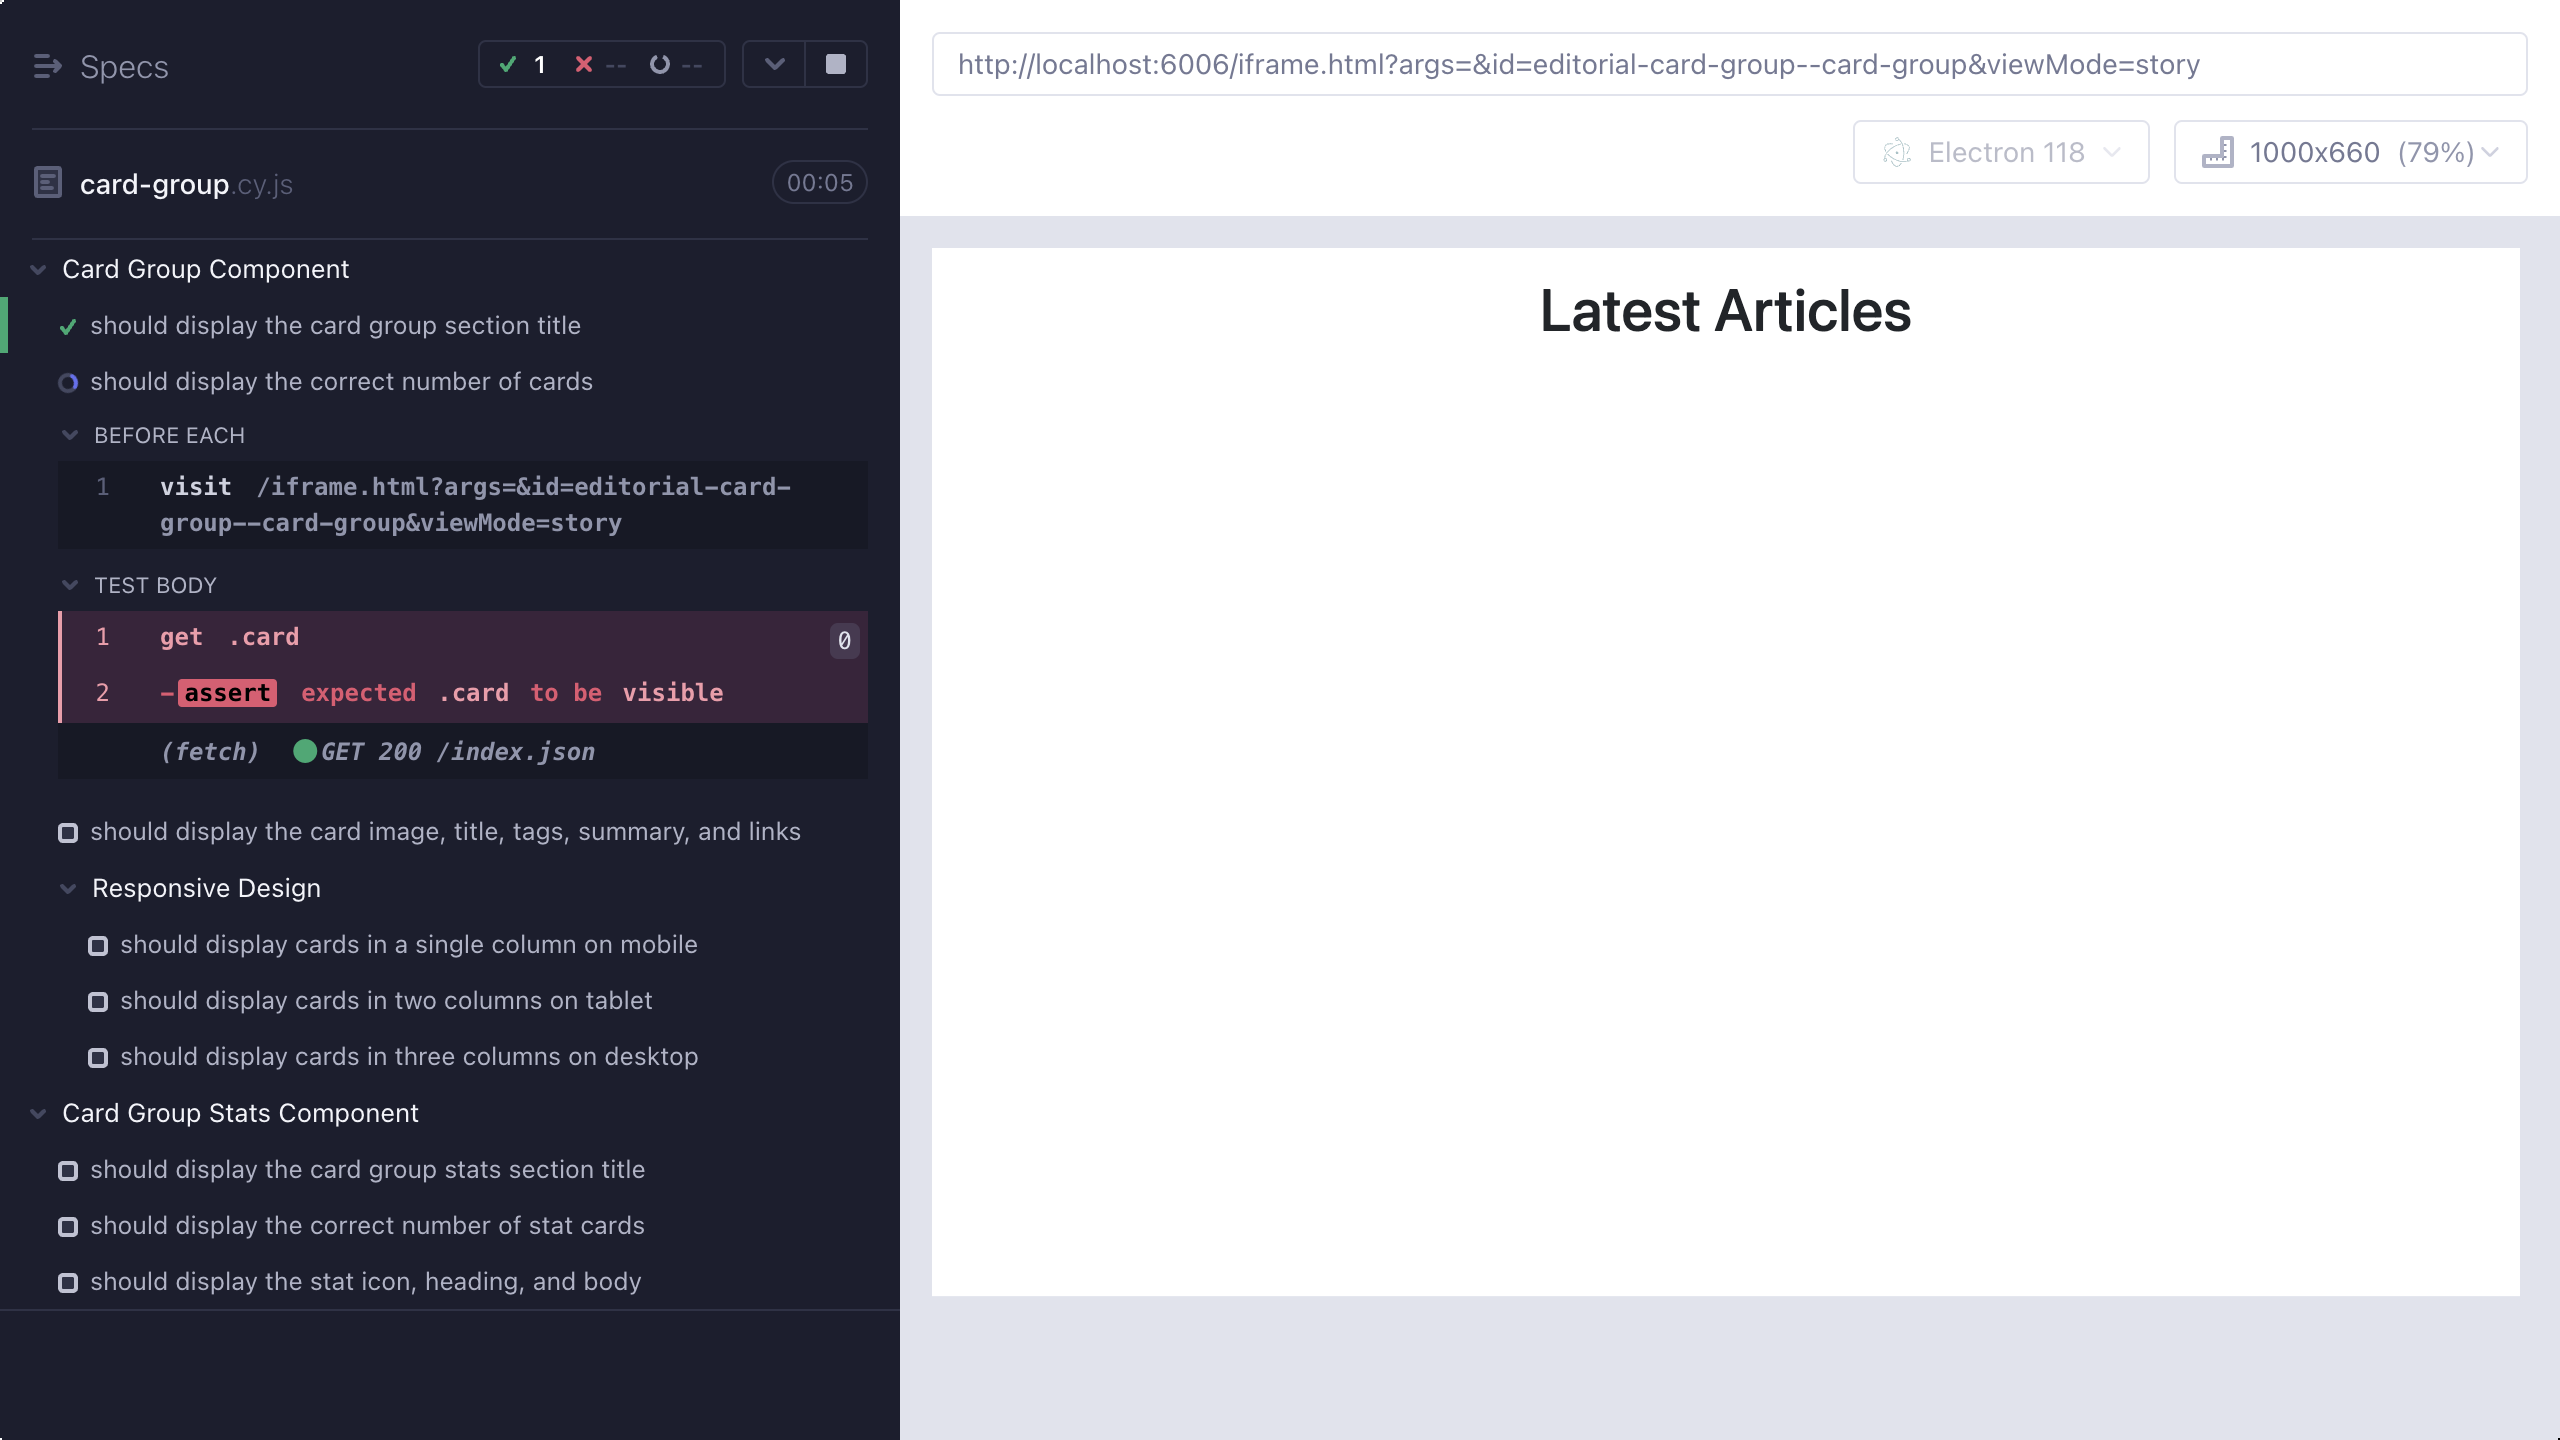 Specs
1 -- --
card-group.cy.js
00:05
Card Group Component
should display the card group section title
should display the correct number of cards
BEFORE EACH
1 visit /iframe.html?args=&id=editorial-card-
group--card-group&viewMode=story
TEST BODY
1 get .card 0
2 -assert expected .card to be visible
(fetch) GET 200 /index.json
should display the card image, title, tags, summary, and links
Responsive Design
should display cards in a single column on mobile
should display cards in two columns on tablet
should display cards in three columns on desktop
Card Group Stats Component
should display the card group stats section title
should display the correct number of stat cards
should display the stat icon, heading, and body
http://localhost:6006/iframe.html?args=&id=editorial-card-group--card-group&viewMode=story
Electron 118
1000x660 (79%)
Latest Articles